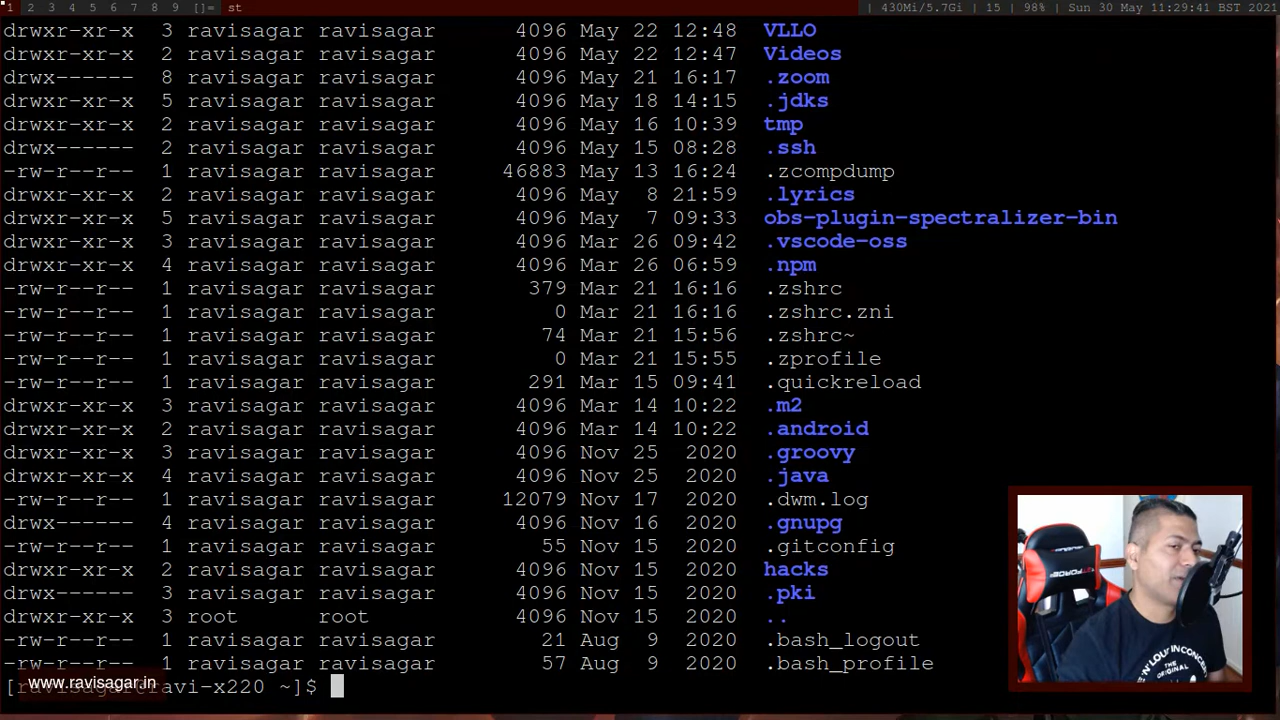 1 2 3 4 5 6 7 8 9 []= st | 430Mi/5.7Gi | 15 | 98% | Sun 30 May 11:29:41 BST 2021
drwxr-xr-x 3 ravisagar ravisagar 4096 May 22 12:48 VLLO
drwxr-xr-x 2 ravisagar ravisagar 4096 May 22 12:47 Videos
drwx------ 8 ravisagar ravisagar 4096 May 21 16:17 .zoom
drwxr-xr-x 5 ravisagar ravisagar 4096 May 18 14:15 .jdks
drwxr-xr-x 2 ravisagar ravisagar 4096 May 16 10:39 tmp
drwx------ 2 ravisagar ravisagar 4096 May 15 08:28 .ssh
-rw-r--r-- 1 ravisagar ravisagar 46883 May 13 16:24 .zcompdump
drwxr-xr-x 2 ravisagar ravisagar 4096 May 8 21:59 .lyrics
drwxr-xr-x 5 ravisagar ravisagar 4096 May 7 09:33 obs-plugin-spectralizer-bin
drwxr-xr-x 3 ravisagar ravisagar 4096 Mar 26 09:42 .vscode-oss
drwxr-xr-x 4 ravisagar ravisagar 4096 Mar 26 06:59 .npm
-rw-r--r-- 1 ravisagar ravisagar 379 Mar 21 16:16 .zshrc
-rw-r--r-- 1 ravisagar ravisagar 0 Mar 21 16:16 .zshrc.zni
-rw-r--r-- 1 ravisagar ravisagar 74 Mar 21 15:56 .zshrc~
-rw-r--r-- 1 ravisagar ravisagar 0 Mar 21 15:55 .zprofile
-rw-r--r-- 1 ravisagar ravisagar 291 Mar 15 09:41 .quickreload
drwxr-xr-x 3 ravisagar ravisagar 4096 Mar 14 10:22 .m2
drwxr-xr-x 2 ravisagar ravisagar 4096 Mar 14 10:22 .android
drwxr-xr-x 3 ravisagar ravisagar 4096 Nov 25 2020 .groovy
drwxr-xr-x 4 ravisagar ravisagar 4096 Nov 25 2020 .java
-rw-r--r-- 1 ravisagar ravisagar 12079 Nov 17 2020 .dwm.log
drwx------ 4 ravisagar ravisagar 4096 Nov 16 2020 .gnupg
-rw-r--r-- 1 ravisagar ravisagar 55 Nov 15 2020 .gitconfig
drwxr-xr-x 2 ravisagar ravisagar 4096 Nov 15 2020 hacks
drwx------ 3 ravisagar ravisagar 4096 Nov 15 2020 .pki
drwxr-xr-x 3 root root 4096 Nov 15 2020 ..
-rw-r--r-- 1 ravisagar ravisagar 21 Aug 9 2020 .bash_logout
-rw-r--r-- 1 ravisagar ravisagar 57 Aug 9 2020 .bash_profile
[ravisagar@ravi-x220 ~]$
www.ravisagar.in
THE
ORIGINAL